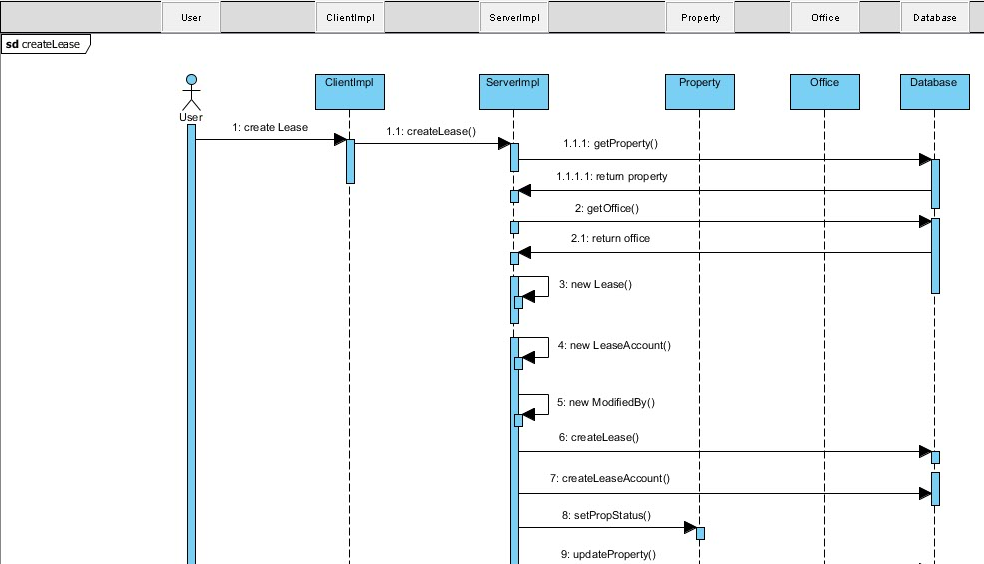 User ClientImpl ServerImpl Property Office Database
sd createLease
ClientImpl ServerImpl Property Office Database
User
1: create Lease
1.1: createLease()
1.1.1: getProperty()
1.1.1.1: return property
2: getOffice()
2.1: return office
3: new Lease()
4: new LeaseAccount()
5: new ModifiedBy()
6: createLease()
7: createLeaseAccount()
8: setPropStatus()
9: updateProperty()